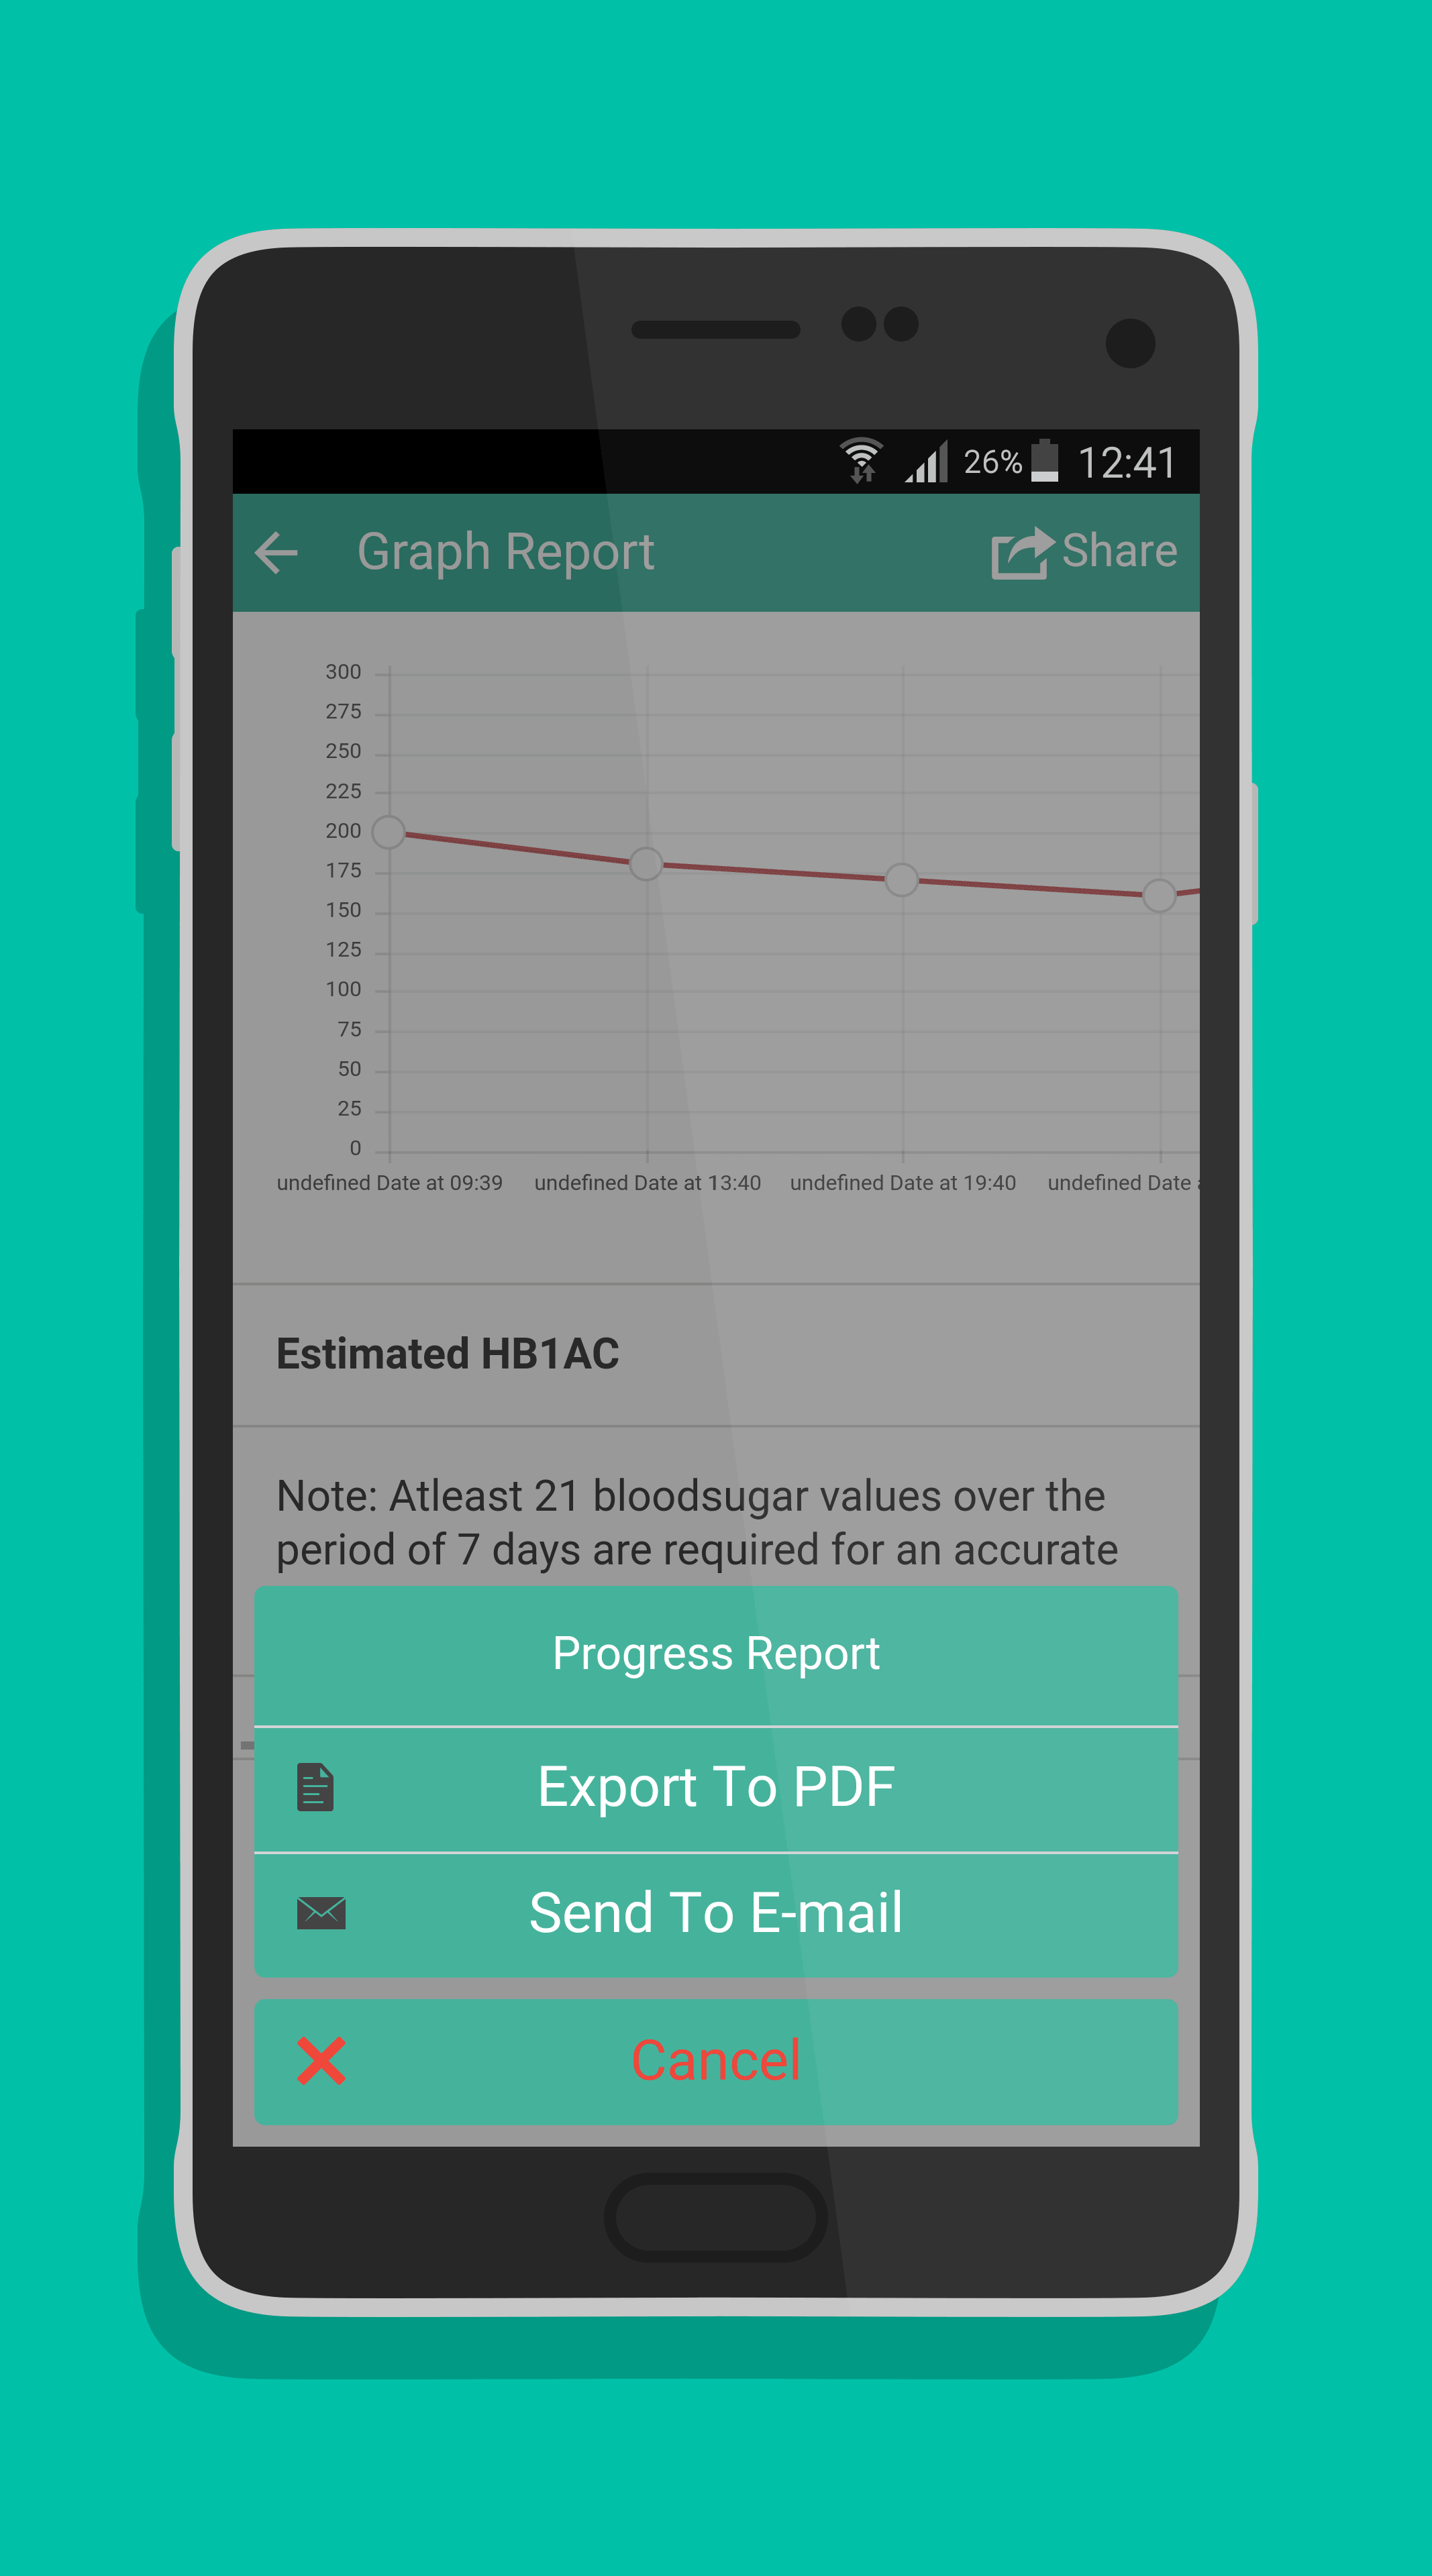 26% 12:41
Graph Report Share
300
275
250
225
200
175
150
125
100
75
50
25
0
undefined Date at 09:39 undefined Date at 13:40 undefined Date at 19:40 undefined Date
Estimated HB1AC
Note: Atleast 21 bloodsugar values over the
period of 7 days are required for an accurate
Progress Report
Export To PDF
Send To E-mail
Cancel